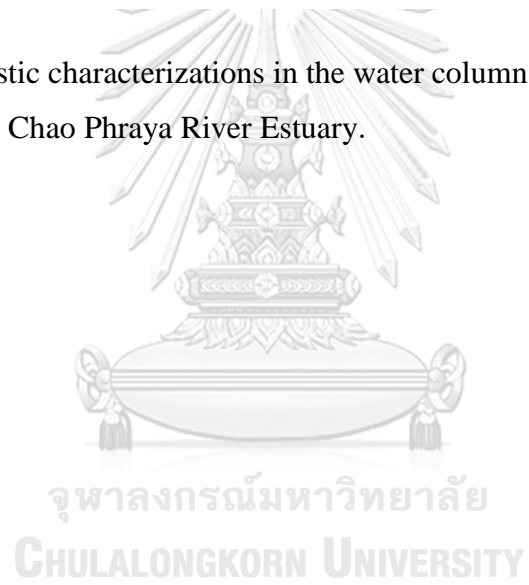 stic characterizations in the water column
Chao Phraya River Estuary.
จุฬาลงกรณ์มหาวิทยาลัย
CHULALONGKORN UNIVERSITY